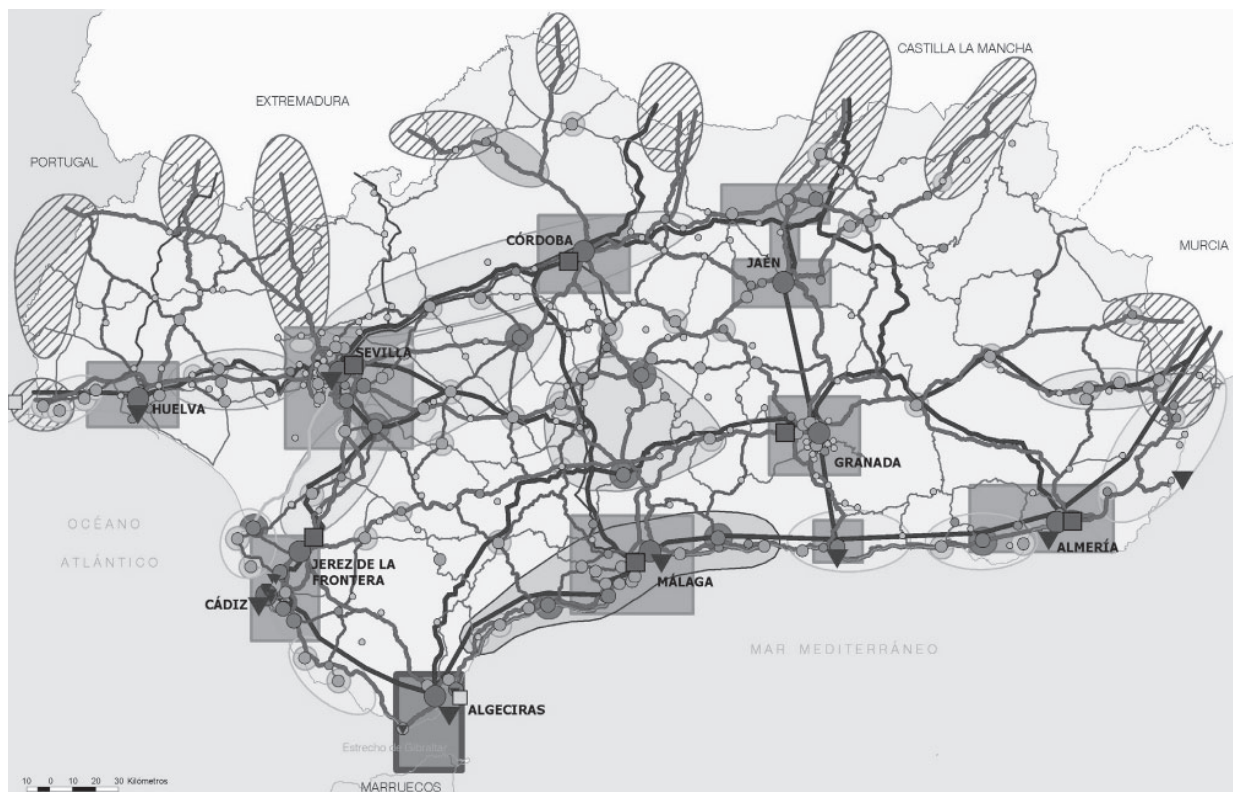 CASTILLA LA MANCHA
EXTREMADURA
PORTUGAL
CÓRDOBA
MURCIA
JAÉN
SEVILLA
HUELVA
GRANADA
OCÉANO
ATLÁNTICO
ALMERÍA
JEREZ DE LA
FRONTERA
MÁLAGA
CÁDIZ
MAR MEDITERRÁNEO
ALGECIRAS
Estrecho de Gibraltar
10 0 10 20 30 Kilómetros
MARRUECOS